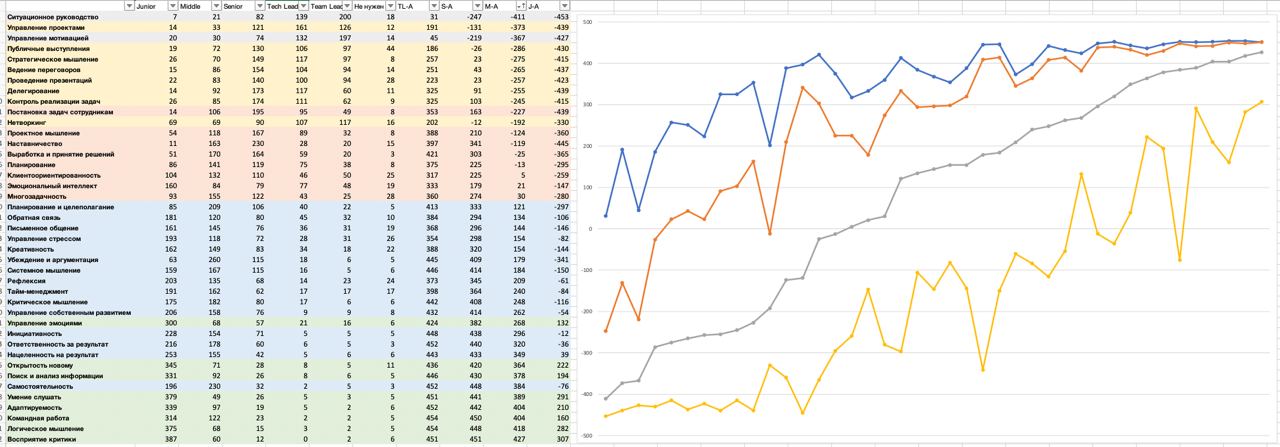 Junior Middle Senior Tech Lead Team Lead Не нужен TL-A S-A M-A J-A
Ситуационое руководство 7 21 82 139 200 18 31 -247 -411 -453
Управление проектами 14 33 121 161 126 12 191 -131 -373 -439
Управление мотивацией 20 30 74 132 197 14 45 -219 -367 -427
Публичные выступления 19 72 130 106 97 44 186 -26 -286 -430
Стратегическое мышление 26 70 149 117 97 8 257 23 -275 -415
Ведение переговоров 15 86 154 104 94 14 251 43 -265 -437
Проведение презентаций 22 83 140 100 94 28 223 23 -257 -423
Делегирование 14 92 173 117 60 11 325 91 -255 -439
Контроль реализации задач 26 85 174 111 62 9 323 103 -245 -415
Постановка задач сотрудникам 14 106 195 95 49 8 353 163 -227 -439
Нетворкинг 69 69 90 107 117 16 202 -12 -192 -330
Проектное мышление 54 118 167 89 32 8 388 210 -124 -360
Наставничество 11 163 230 28 20 15 397 341 -119 -445
Выработка и принятие решений 51 170 164 59 20 3 421 303 -25 -365
Планирование 86 141 119 75 38 8 375 225 -13 -295
Клиентоориентированность 104 132 110 46 50 25 317 225 5 -259
Эмоциональный интеллект 160 84 79 77 48 19 333 179 21 -147
Многозадачность 93 155 122 43 25 28 360 274 30 -280
Планирование и целеполагание 85 209 106 40 22 5 413 333 121 -297
Обратная связь 181 120 80 45 32 10 384 294 134 -106
Письменное общение 161 145 76 36 31 19 368 296 144 -146
Управление стрессом 193 118 72 28 31 26 354 298 154 -82
Креативность 162 149 83 34 18 22 388 320 154 -144
Убеждение и аргументация 63 260 115 18 6 5 445 409 179 -341
Системное мышление 159 167 115 16 5 6 446 414 184 -150
Рефлексия 203 135 68 14 23 24 373 345 209 -61
Тайм-менеджмент 191 162 62 17 17 17 398 364 240 -84
Критическое мышление 175 182 80 17 6 6 442 408 248 -116
Управление собственным развитием 206 158 76 9 9 8 434 414 262 -54
Управление эмоциями 300 68 57 21 16 6 424 382 268 132
Инициативность 228 154 71 5 5 5 448 438 296 -12
Ответственность за результат 216 178 60 6 2 5 452 440 320 -36
Нацеленность на результат 253 155 42 5 6 6 443 433 349 39
Открытость новому 345 71 28 8 5 11 436 420 364 222
Поиск и анализ информации 331 92 26 8 6 5 446 430 378 194
Самостоятельность 196 230 32 2 5 3 452 448 384 -76
Умение слушать 379 49 26 5 3 5 451 441 389 291
Адаптируемость 339 97 19 5 2 6 452 442 404 210
Командная работа 314 122 23 2 2 5 454 450 404 160
Логическое мышление 375 68 15 3 2 5 454 448 418 282
Восприятие критики 387 60 12 0 2 6 451 451 427 307
500
400
300
200
100
0
-100
-200
-300
-400
-500